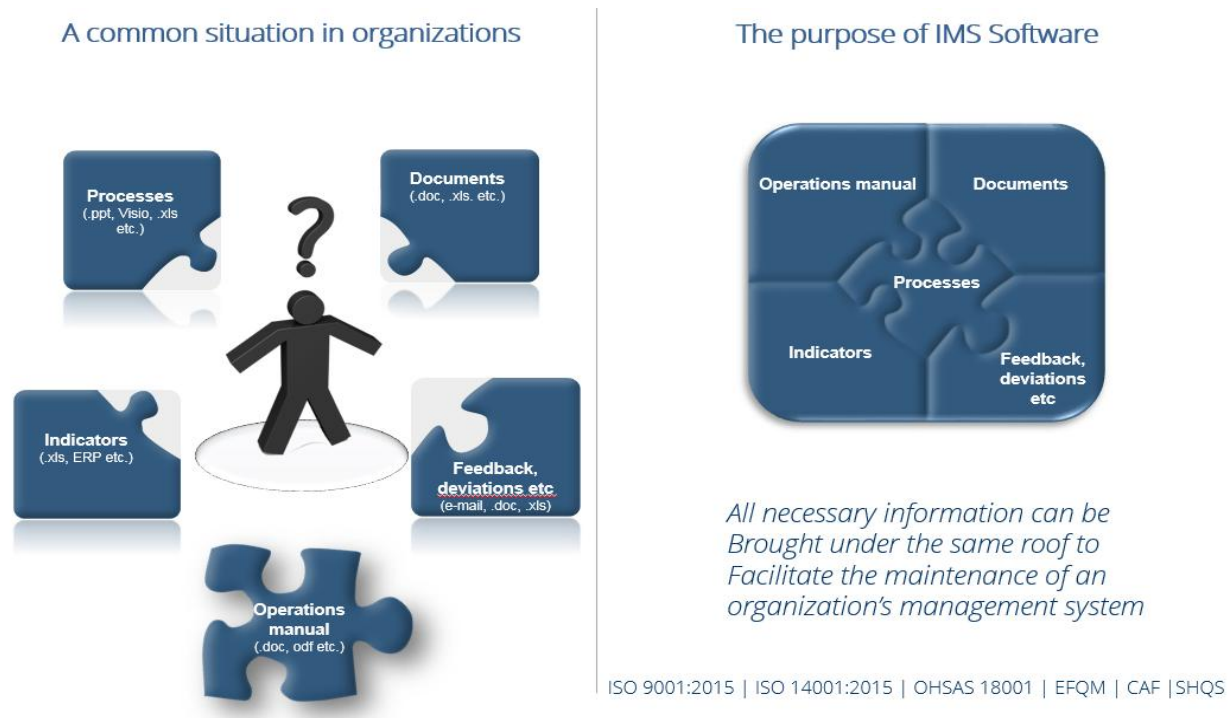 A common situation in organizations
Processes
(.ppt, Visio, .xls
etc.)
Documents
(.doc, .xls. etc.)
?
Indicators
(.xls, ERP etc.)
Feedback,
deviations etc
(e-mail, .doc, .xls)
Operations
manual
(.doc, odf etc.)
The purpose of IMS Software
Operations manual
Documents
Processes
Indicators
Feedback,
deviations
etc
All necessary information can be
Brought under the same roof to
Facilitate the maintenance of an
organization's management system
ISO 9001:2015 | ISO 14001:2015 | OHSAS 18001 | EFQM | CAF |SHQS